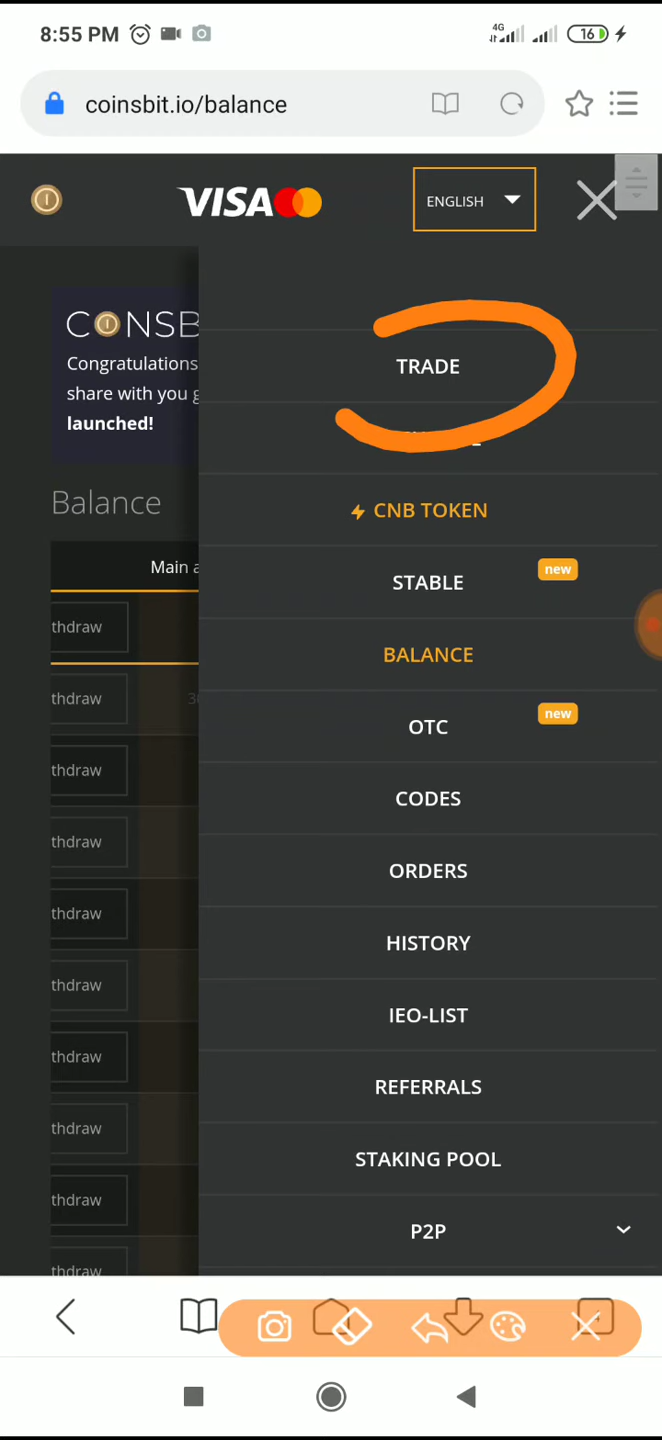 8:55 PM
4G
16
coinsbit.io/balance
VISA
ENGLISH
Congratulations
share with you
launched!
TRADE
CNB TOKEN
Balance
STABLE
new
Main a
thdraw
BALANCE
thdraw
OTC
new
thdraw
CODES
thdraw
ORDERS
thdraw
HISTORY
thdraw
IEO-LIST
thdraw
REFERRALS
thdraw
STAKING POOL
thdraw
P2P
thdraw